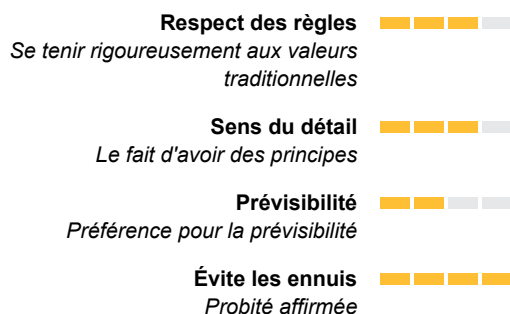 Respect des règles
Se tenir rigoureusement aux valeurs
traditionnelles
Sens du détail
Le fait d'avoir des principes
Prévisibilité
Préférence pour la prévisibilité
Évite les ennuis
Probité affirmée